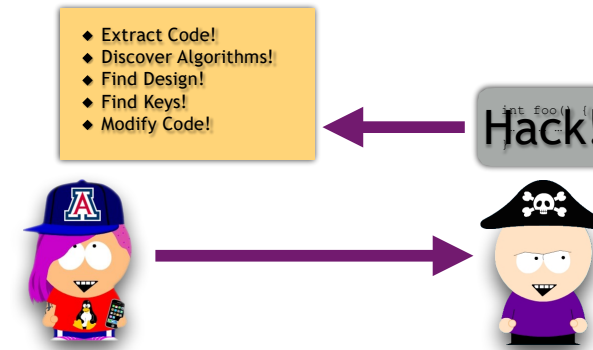 Extract Code!
Discover Algorithms!
Find Design!
Find Keys!
Modify Code!
int foo() {
Hack!
A